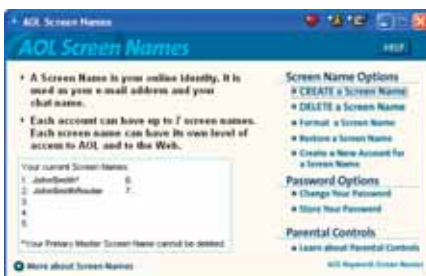 AOL Screen Names
AOL Screen Names
HELP
• A Screen Name is your online identity. It is
used as your e-mail address and your
chat name.
• Each account can have up to 7 screen names.
Each screen name can have its own level of
access to AOL and to the Web.
Your current Screen Names:
1. JohnSmith* 6.
2. JohnSmithRouter 7.
3.
4.
5.
*Your Primary Master Screen Name cannot be deleted.
More about Screen Names
Screen Name Options
CREATE a Screen Name
DELETE a Screen Name
Format a Screen Name
Restore a Screen Name
Create a New Account for
a Screen Name
Password Options
Change Your Password
Store Your Password
Parental Controls
Learn about Parental Controls
AOL Keyword: Screen Names